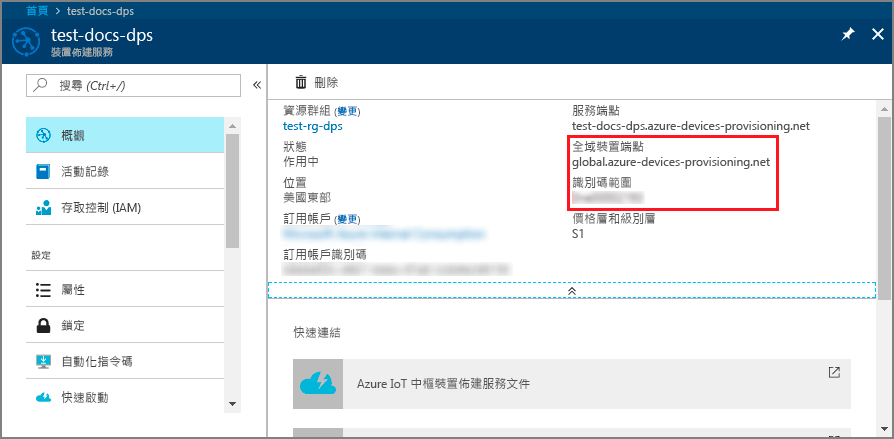 首頁 > test-docs-dps
test-docs-dps
裝置佈建服務
搜尋 (Ctrl+/)
概觀
活動記錄
存取控制 (IAM)
設定
屬性
鎖定
自動化指令碼
快速啟動
刪除
資源群組 (變更)
test-rg-dps
狀態
作用中
位置
美國東部
訂用帳戶 (變更)
訂用帳戶識別碼
服務端點
test-docs-dps.azure-devices-provisioning.net
全域裝置端點
global.azure-devices-provisioning.net
識別碼範圍
價格層和級別層
S1
快速連結
Azure IoT 中樞裝置佈建服務文件